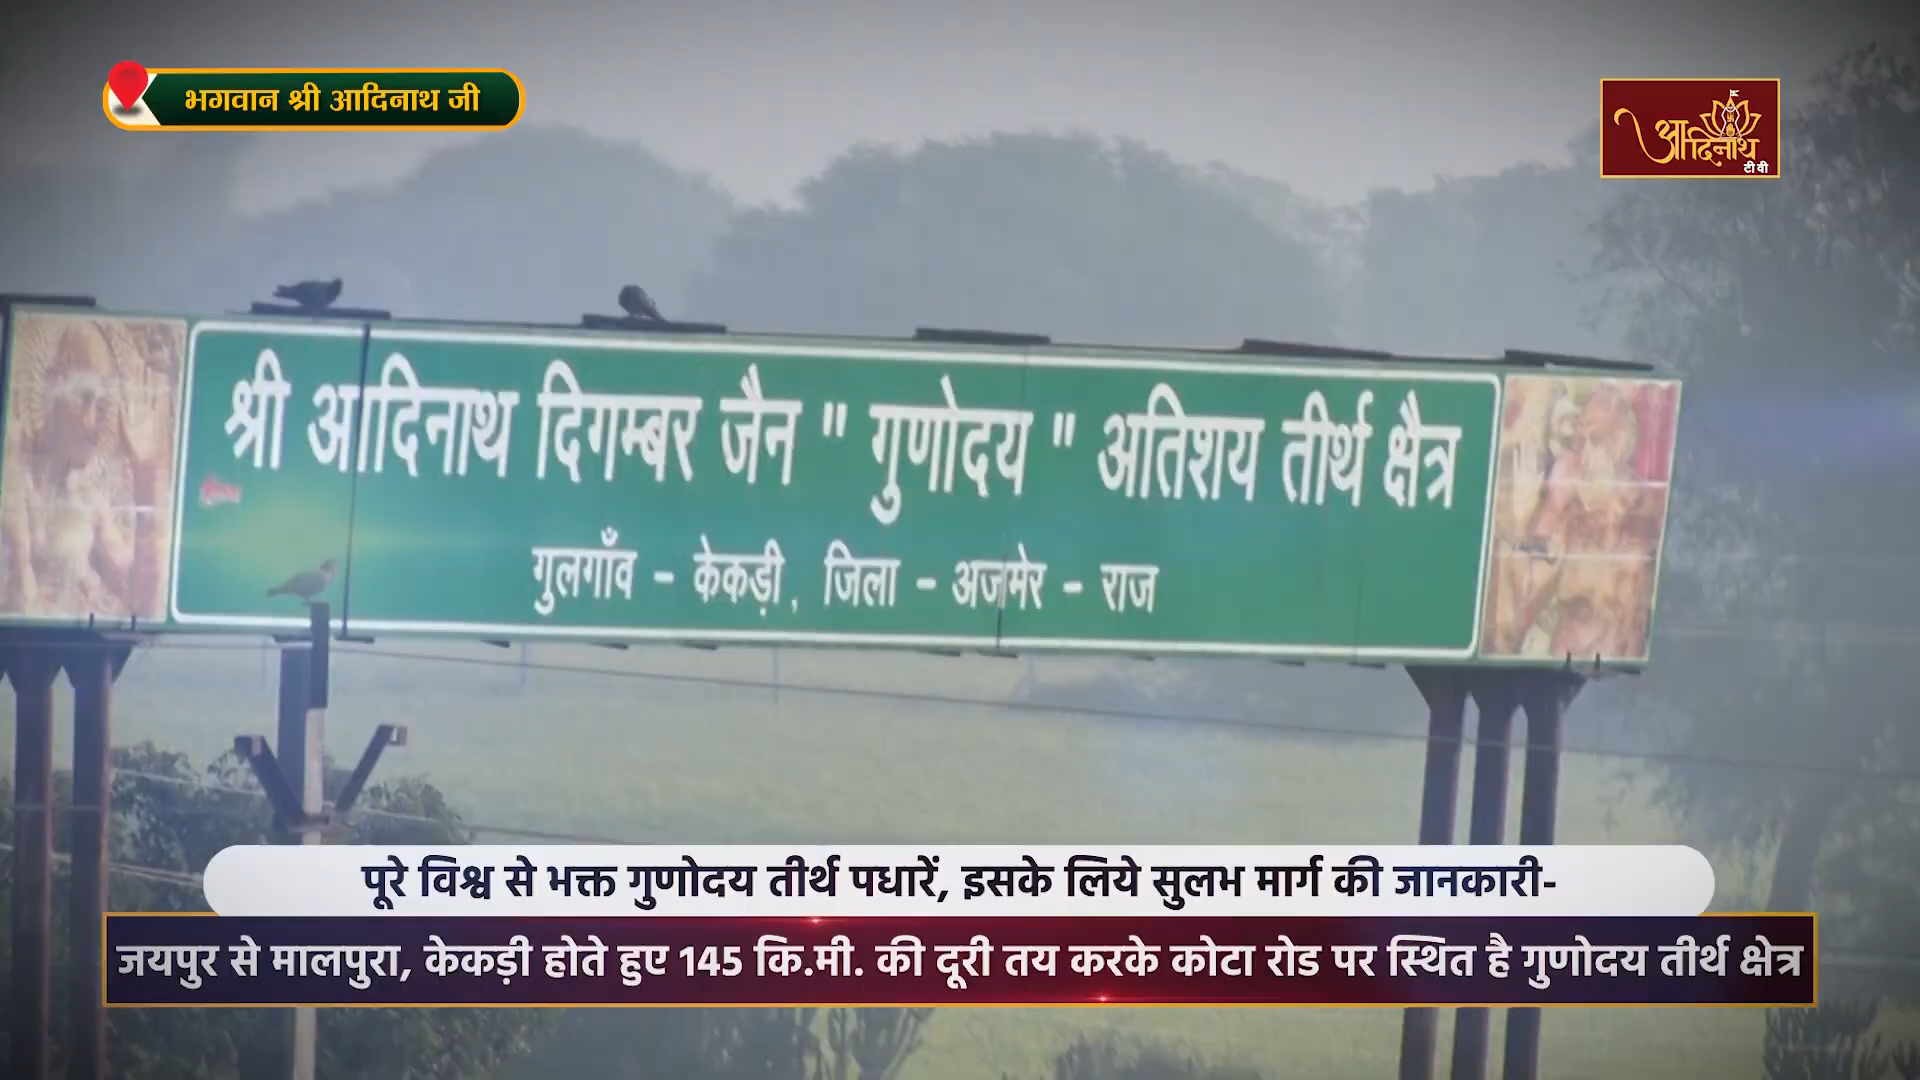 भगवान श्री आदिनाथ जी
आदिनाथ
टीवी
श्री आदिनाथ दिगम्बर जैन " गुणोदय " अतिशय तीर्थ क्षैत्र
गुलगाँव - केकड़ी, जिला - अजमेर - राज
पूरे विश्व से भक्त गुणोदय तीर्थ पधारें, इसके लिये सुलभ मार्ग की जानकारी-
जयपुर से मालपुरा, केकड़ी होते हुए 145 कि.मी. की दूरी तय करके कोटा रोड पर स्थित है गुणोदय तीर्थ क्षेत्र